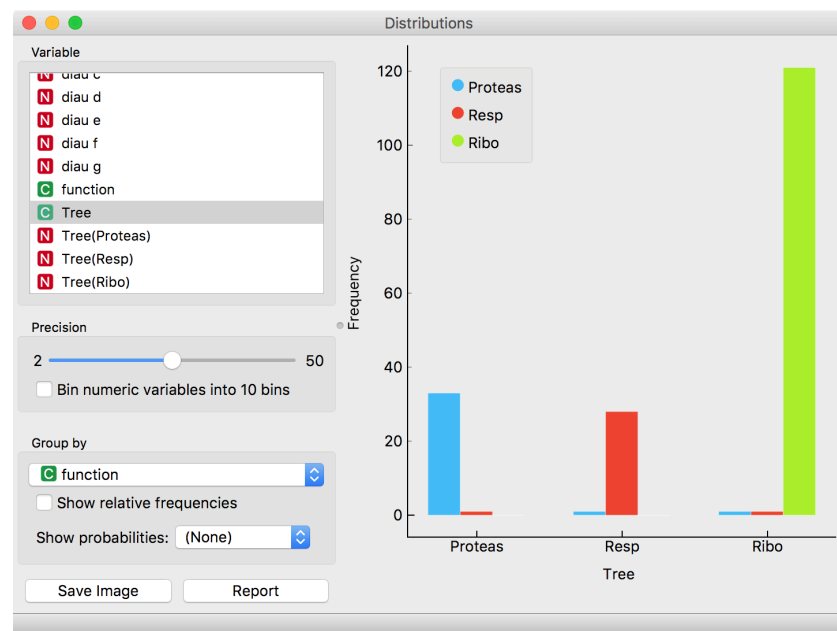 Distributions
Variable
N diau c
N diau d
N diau e
N diau f
N diau g
C function
C Tree
N Tree(Proteas)
N Tree(Resp)
N Tree(Ribo)
Precision
2 50
Bin numeric variables into 10 bins
Group by
C function
Show relative frequencies
Show probabilities: (None)
Save Image Report
Frequency
120
100
80
60
40
20
0
Proteas
Resp
Ribo
Proteas Resp Ribo
Tree